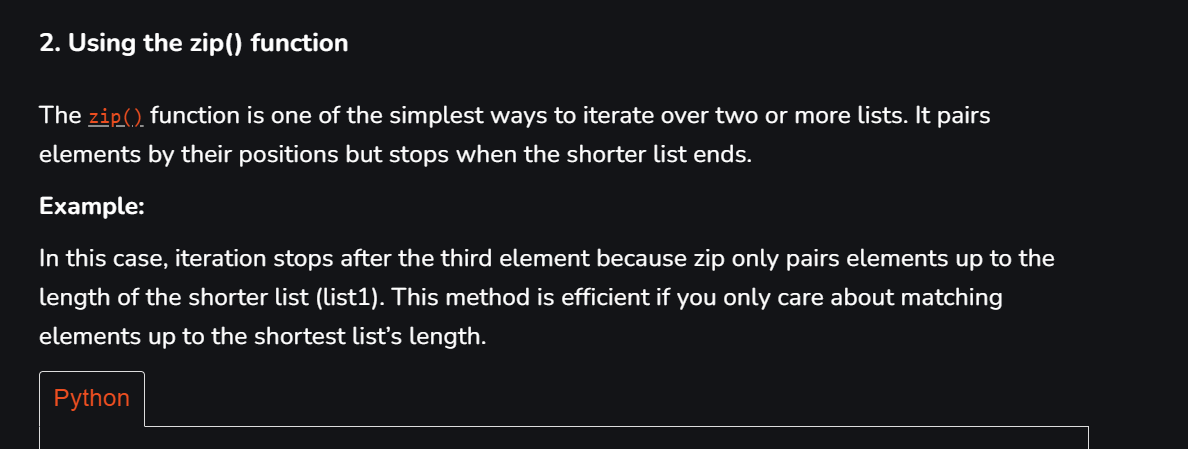 2. Using the zip() function
The zip() function is one of the simplest ways to iterate over two or more lists. It pairs
elements by their positions but stops when the shorter list ends.
Example:
In this case, iteration stops after the third element because zip only pairs elements up to the
length of the shorter list (list1). This method is efficient if you only care about matching
elements up to the shortest list’s length.
Python